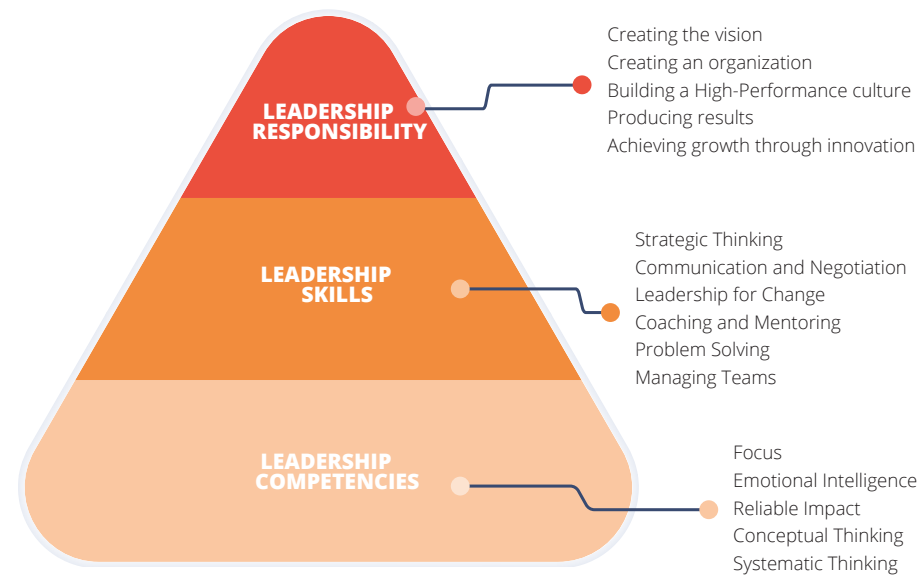 LEADERSHIP
RESPONSIBILITY
Creating the vision
Creating an organization
Building a High-Performance culture
Producing results
Achieving growth through innovation
LEADERSHIP
SKILLS
Strategic Thinking
Communication and Negotiation
Leadership for Change
Coaching and Mentoring
Problem Solving
Managing Teams
LEADERSHIP
COMPETENCIES
Focus
Emotional Intelligence
Reliable Impact
Conceptual Thinking
Systematic Thinking